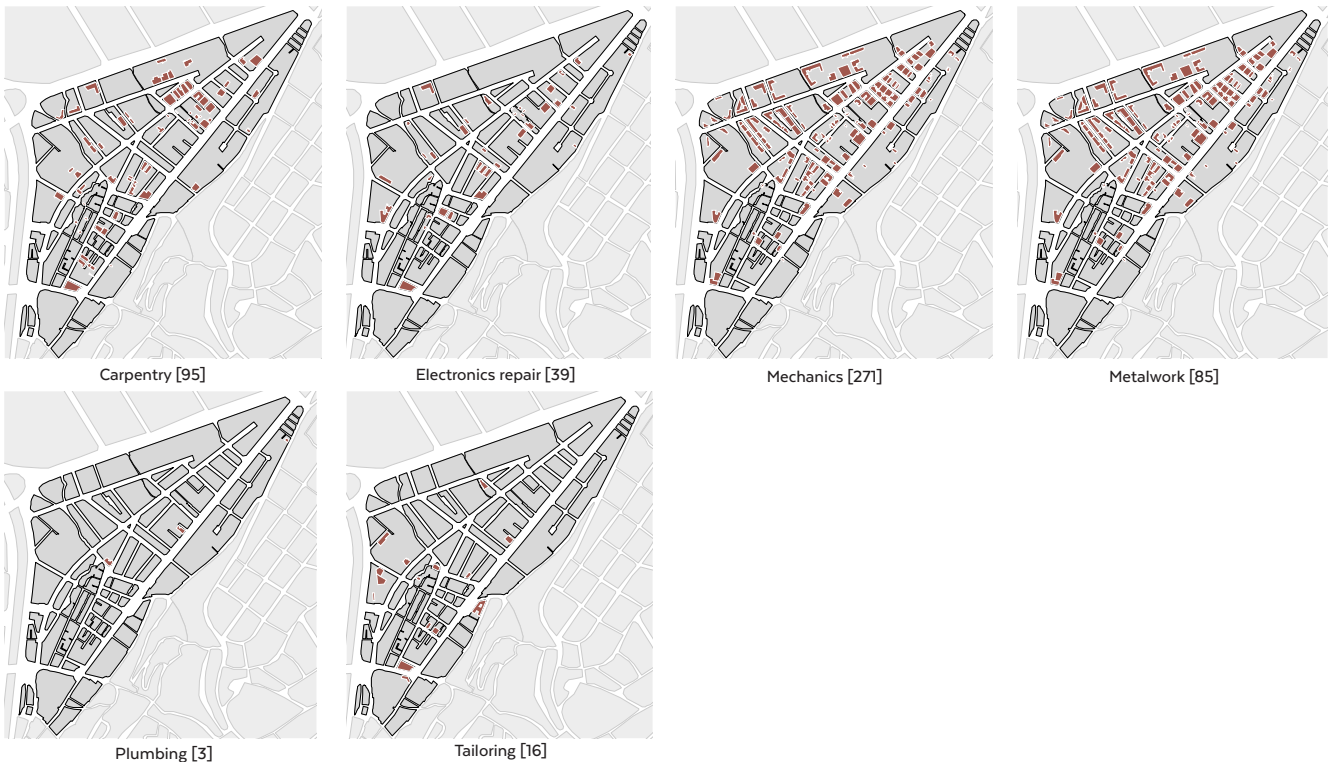 Carpentry [95]
Electronics repair [39]
Mechanics [271]
Metalwork [85]
Plumbing [3]
Tailoring [16]